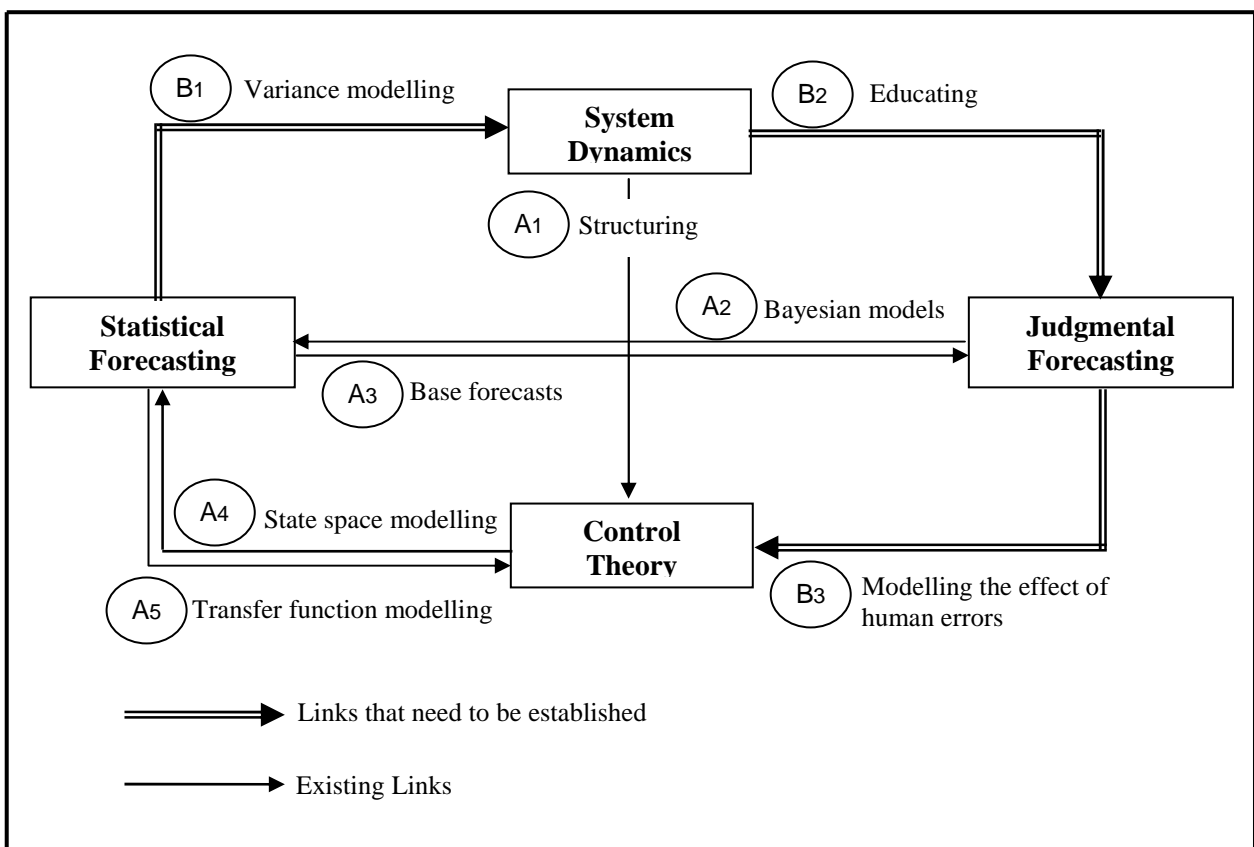 B1 Variance modelling
B2 Educating
System
Dynamics
A1 Structuring
A2 Bayesian models
Statistical
Forecasting
Judgmental
Forecasting
A3 Base forecasts
A4 State space modelling
Control
Theory
A5 Transfer function modelling
B3 Modelling the effect of
human errors
Links that need to be established
Existing Links